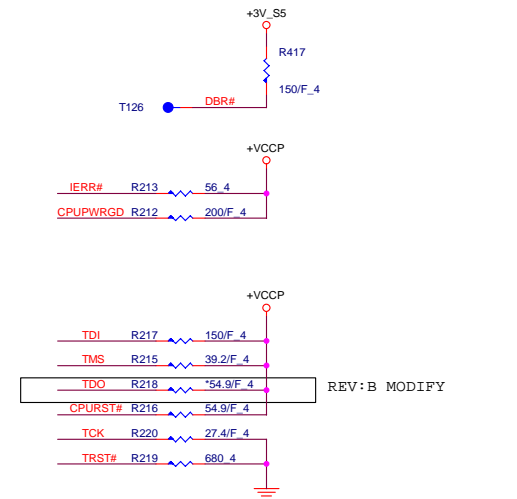 +3V_S5
R417
150/F_4
T126 DBR#
+VCCP
IERR# R213 56_4
CPUPWRGD R212 200/F_4
+VCCP
TDI R217 150/F_4
TMS R215 39.2/F_4
TDO R218 *54.9/F_4 REV:B MODIFY
CPURST# R216 54.9/F_4
TCK R220 27.4/F_4
TRST# R219 680_4